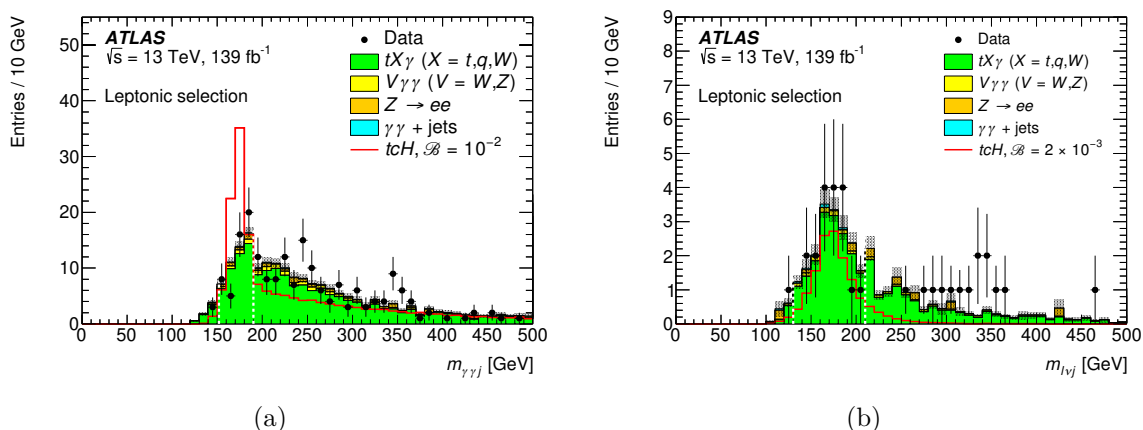 Entries / 10 GeV
50
40
30
20
10
0
ATLAS
√s = 13 TeV, 139 fb⁻¹
Leptonic selection
Data
tXγ (X = t,q,W)
Vγγ (V = W,Z)
Z → ee
γγ + jets
tcH, ℬ = 10⁻²
0 50 100 150 200 250 300 350 400 450 500
m_γγj [GeV]
(a)
Entries / 10 GeV
9
8
7
6
5
4
3
2
1
0
ATLAS
√s = 13 TeV, 139 fb⁻¹
Leptonic selection
Data
tXγ (X = t,q,W)
Vγγ (V = W,Z)
Z → ee
γγ + jets
tcH, ℬ = 2 × 10⁻³
0 50 100 150 200 250 300 350 400 450 500
m_lνj [GeV]
(b)